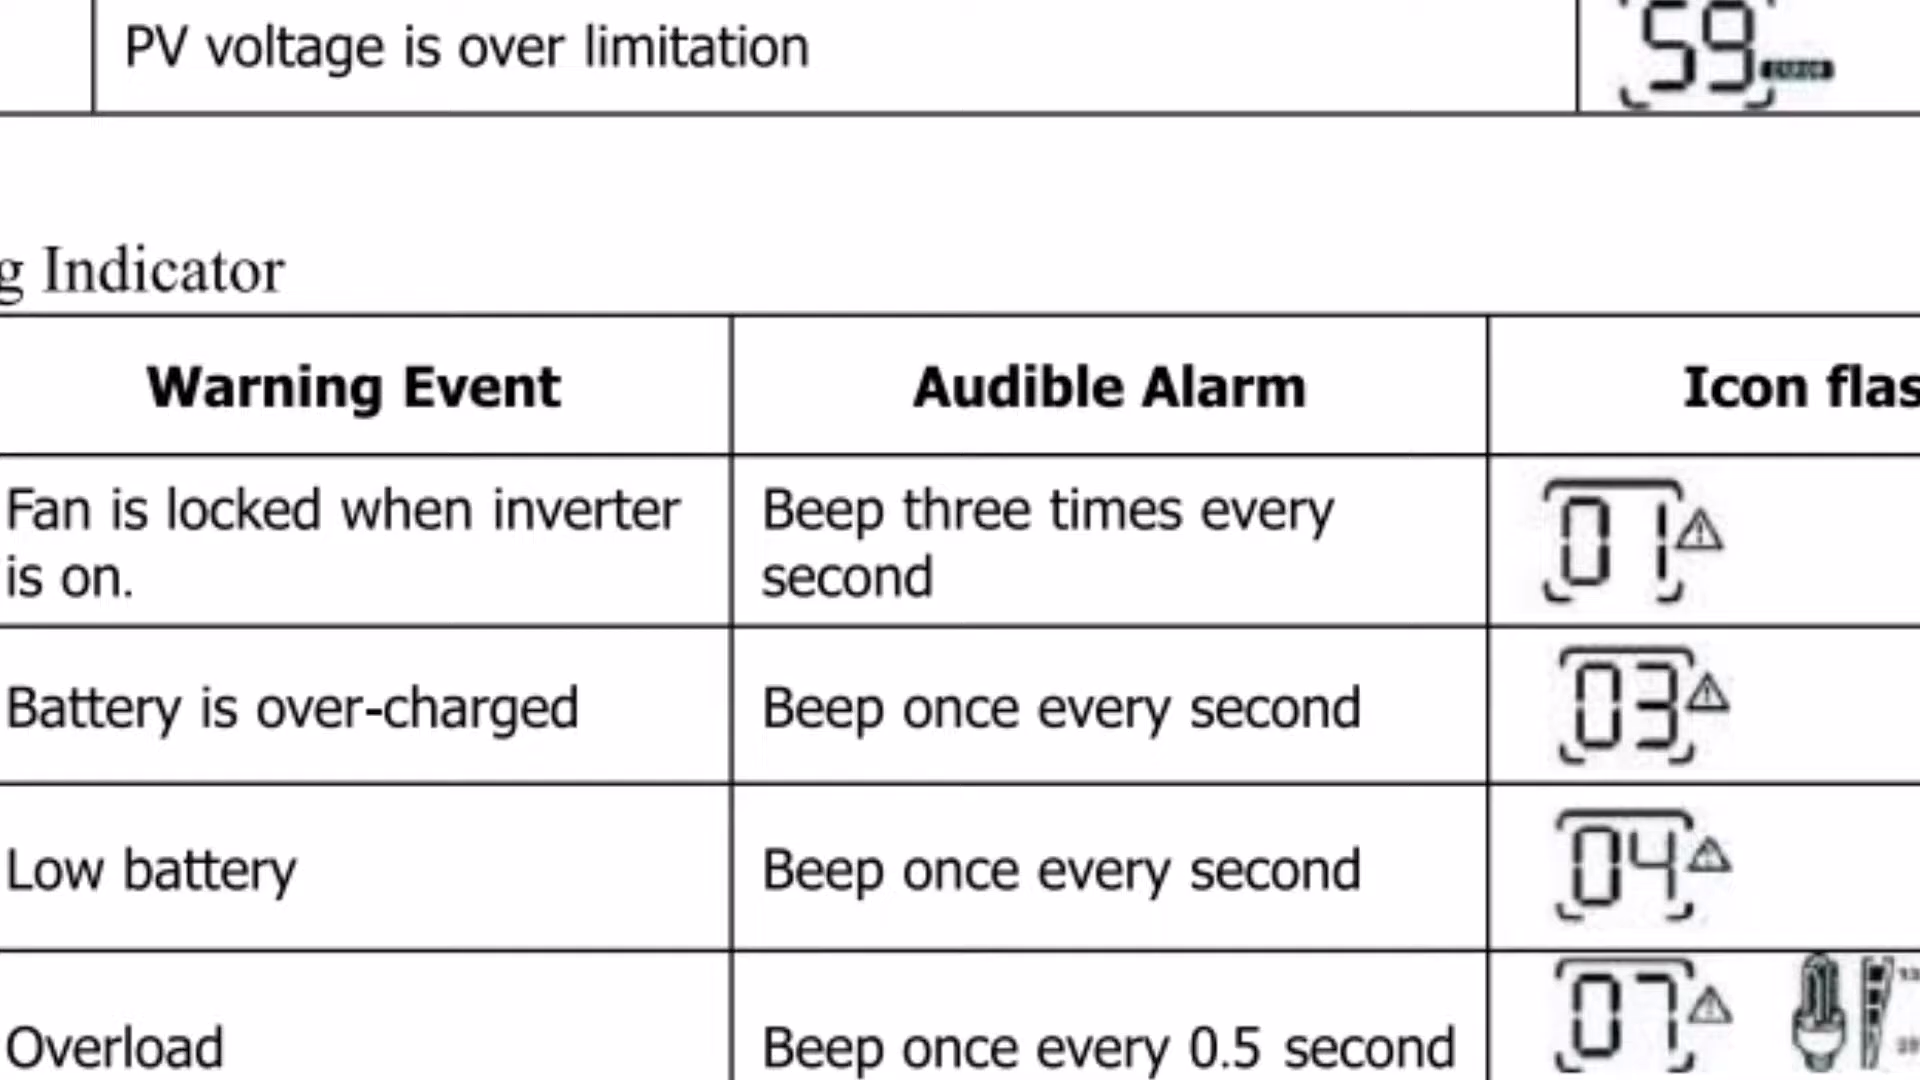 PV voltage is over limitation
59
g Indicator
Warning Event
Audible Alarm
Icon flas
Fan is locked when inverter
is on.
Beep three times every
second
01
Battery is over-charged
Beep once every second
03
Low battery
Beep once every second
04
Overload
Beep once every 0.5 second
07